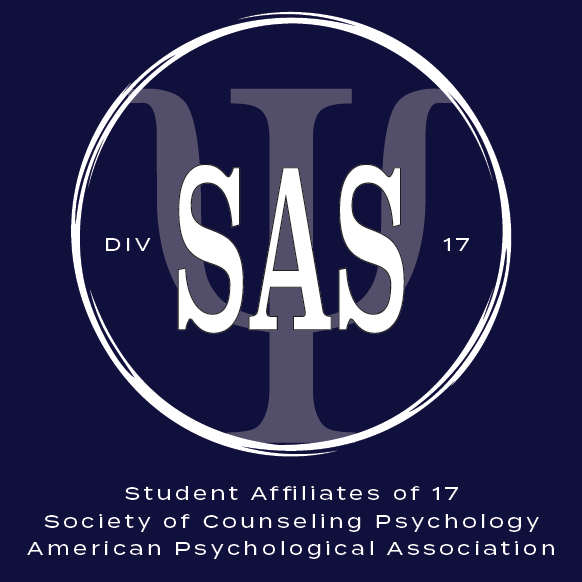 DIV SAS 17
Student Affiliates of 17
Society of Counseling Psychology
American Psychological Association